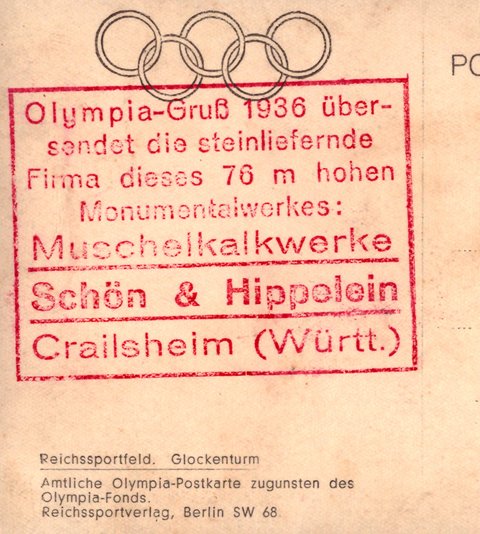 PO
Olympia-Gruß 1936 über-
sendet die steinliefernde
Firma dieses 76 m hohen
Monumentalwerkes:
Muschelkalkwerke
Schön & Hippelein
Crailsheim (Württ.)
Reichssportfeld. Glockenturm
Amtliche Olympia-Postkarte zugunsten des
Olympia-Fonds.
Reichssportverlag, Berlin SW 68